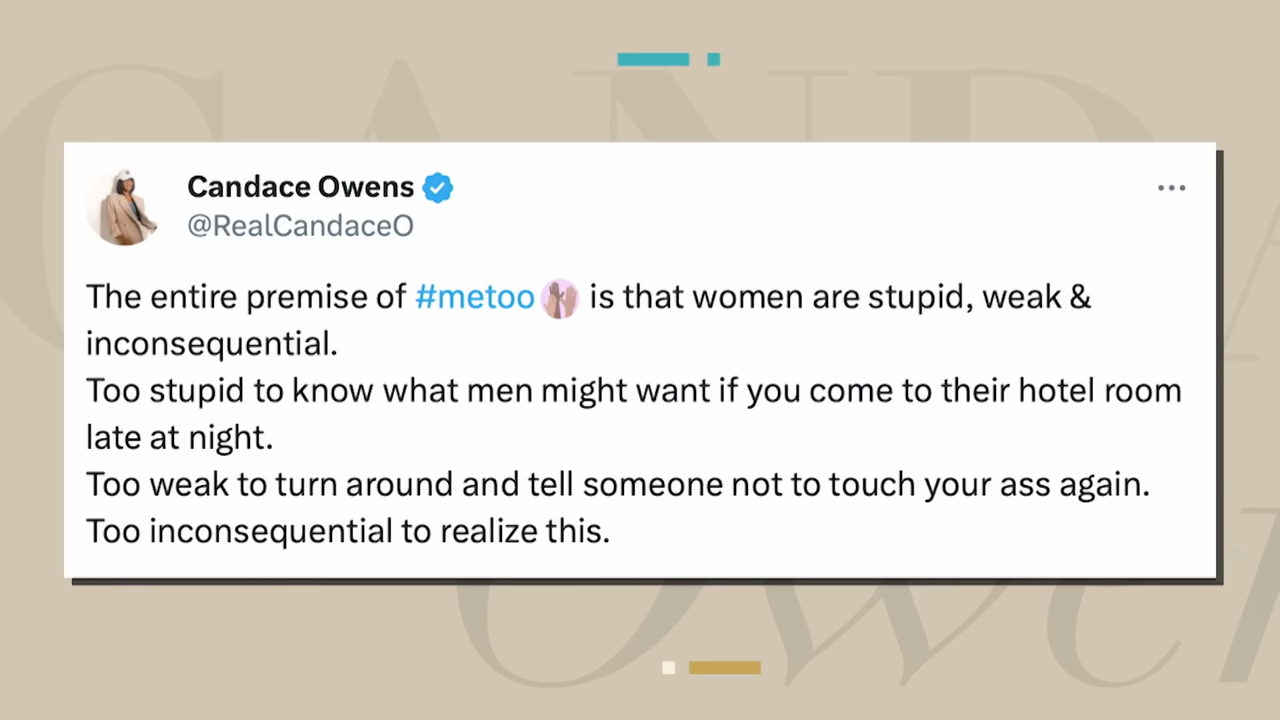 CANDA
Candace Owens
@RealCandaceO
The entire premise of #metoo is that women are stupid, weak &
inconsequential.
Too stupid to know what men might want if you come to their hotel room
late at night.
Too weak to turn around and tell someone not to touch your ass again.
Too inconsequential to realize this.
Owen